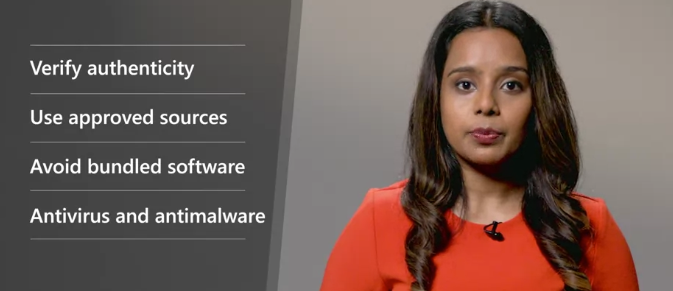 Verify authenticity
Use approved sources
Avoid bundled software
Antivirus and antimalware